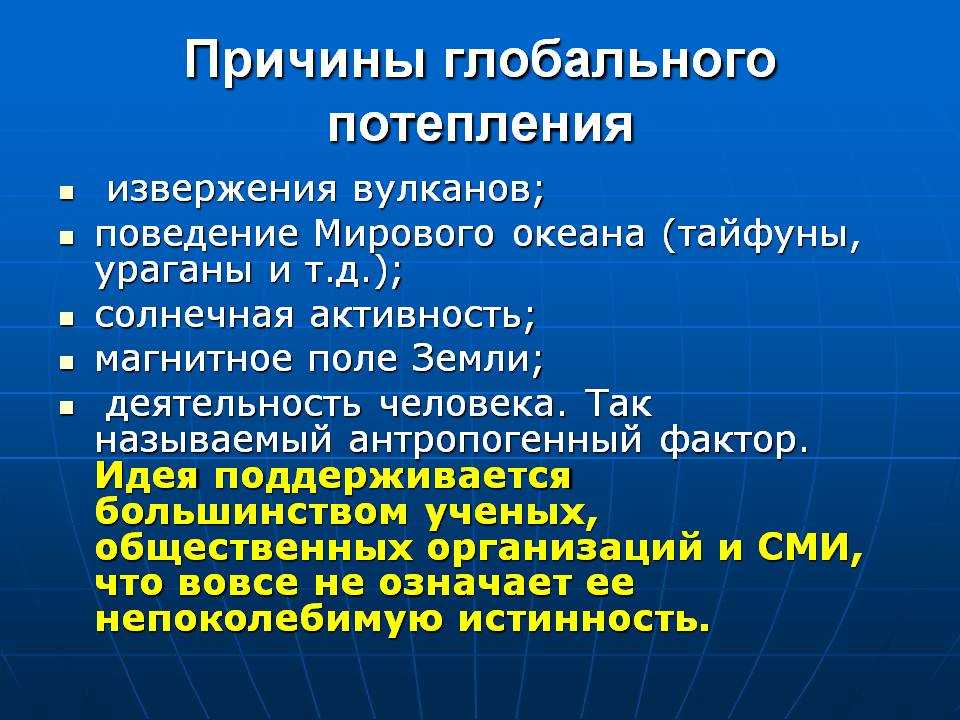 Причины глобального
потепления
извержения вулканов;
поведение Мирового океана (тайфуны,
ураганы и т.д.);
солнечная активность;
магнитное поле Земли;
деятельность человека. Так
называемый антропогенный фактор.
Идея поддерживается
большинством ученых,
общественных организаций и СМИ,
что вовсе не означает ее
непоколебимую истинность.